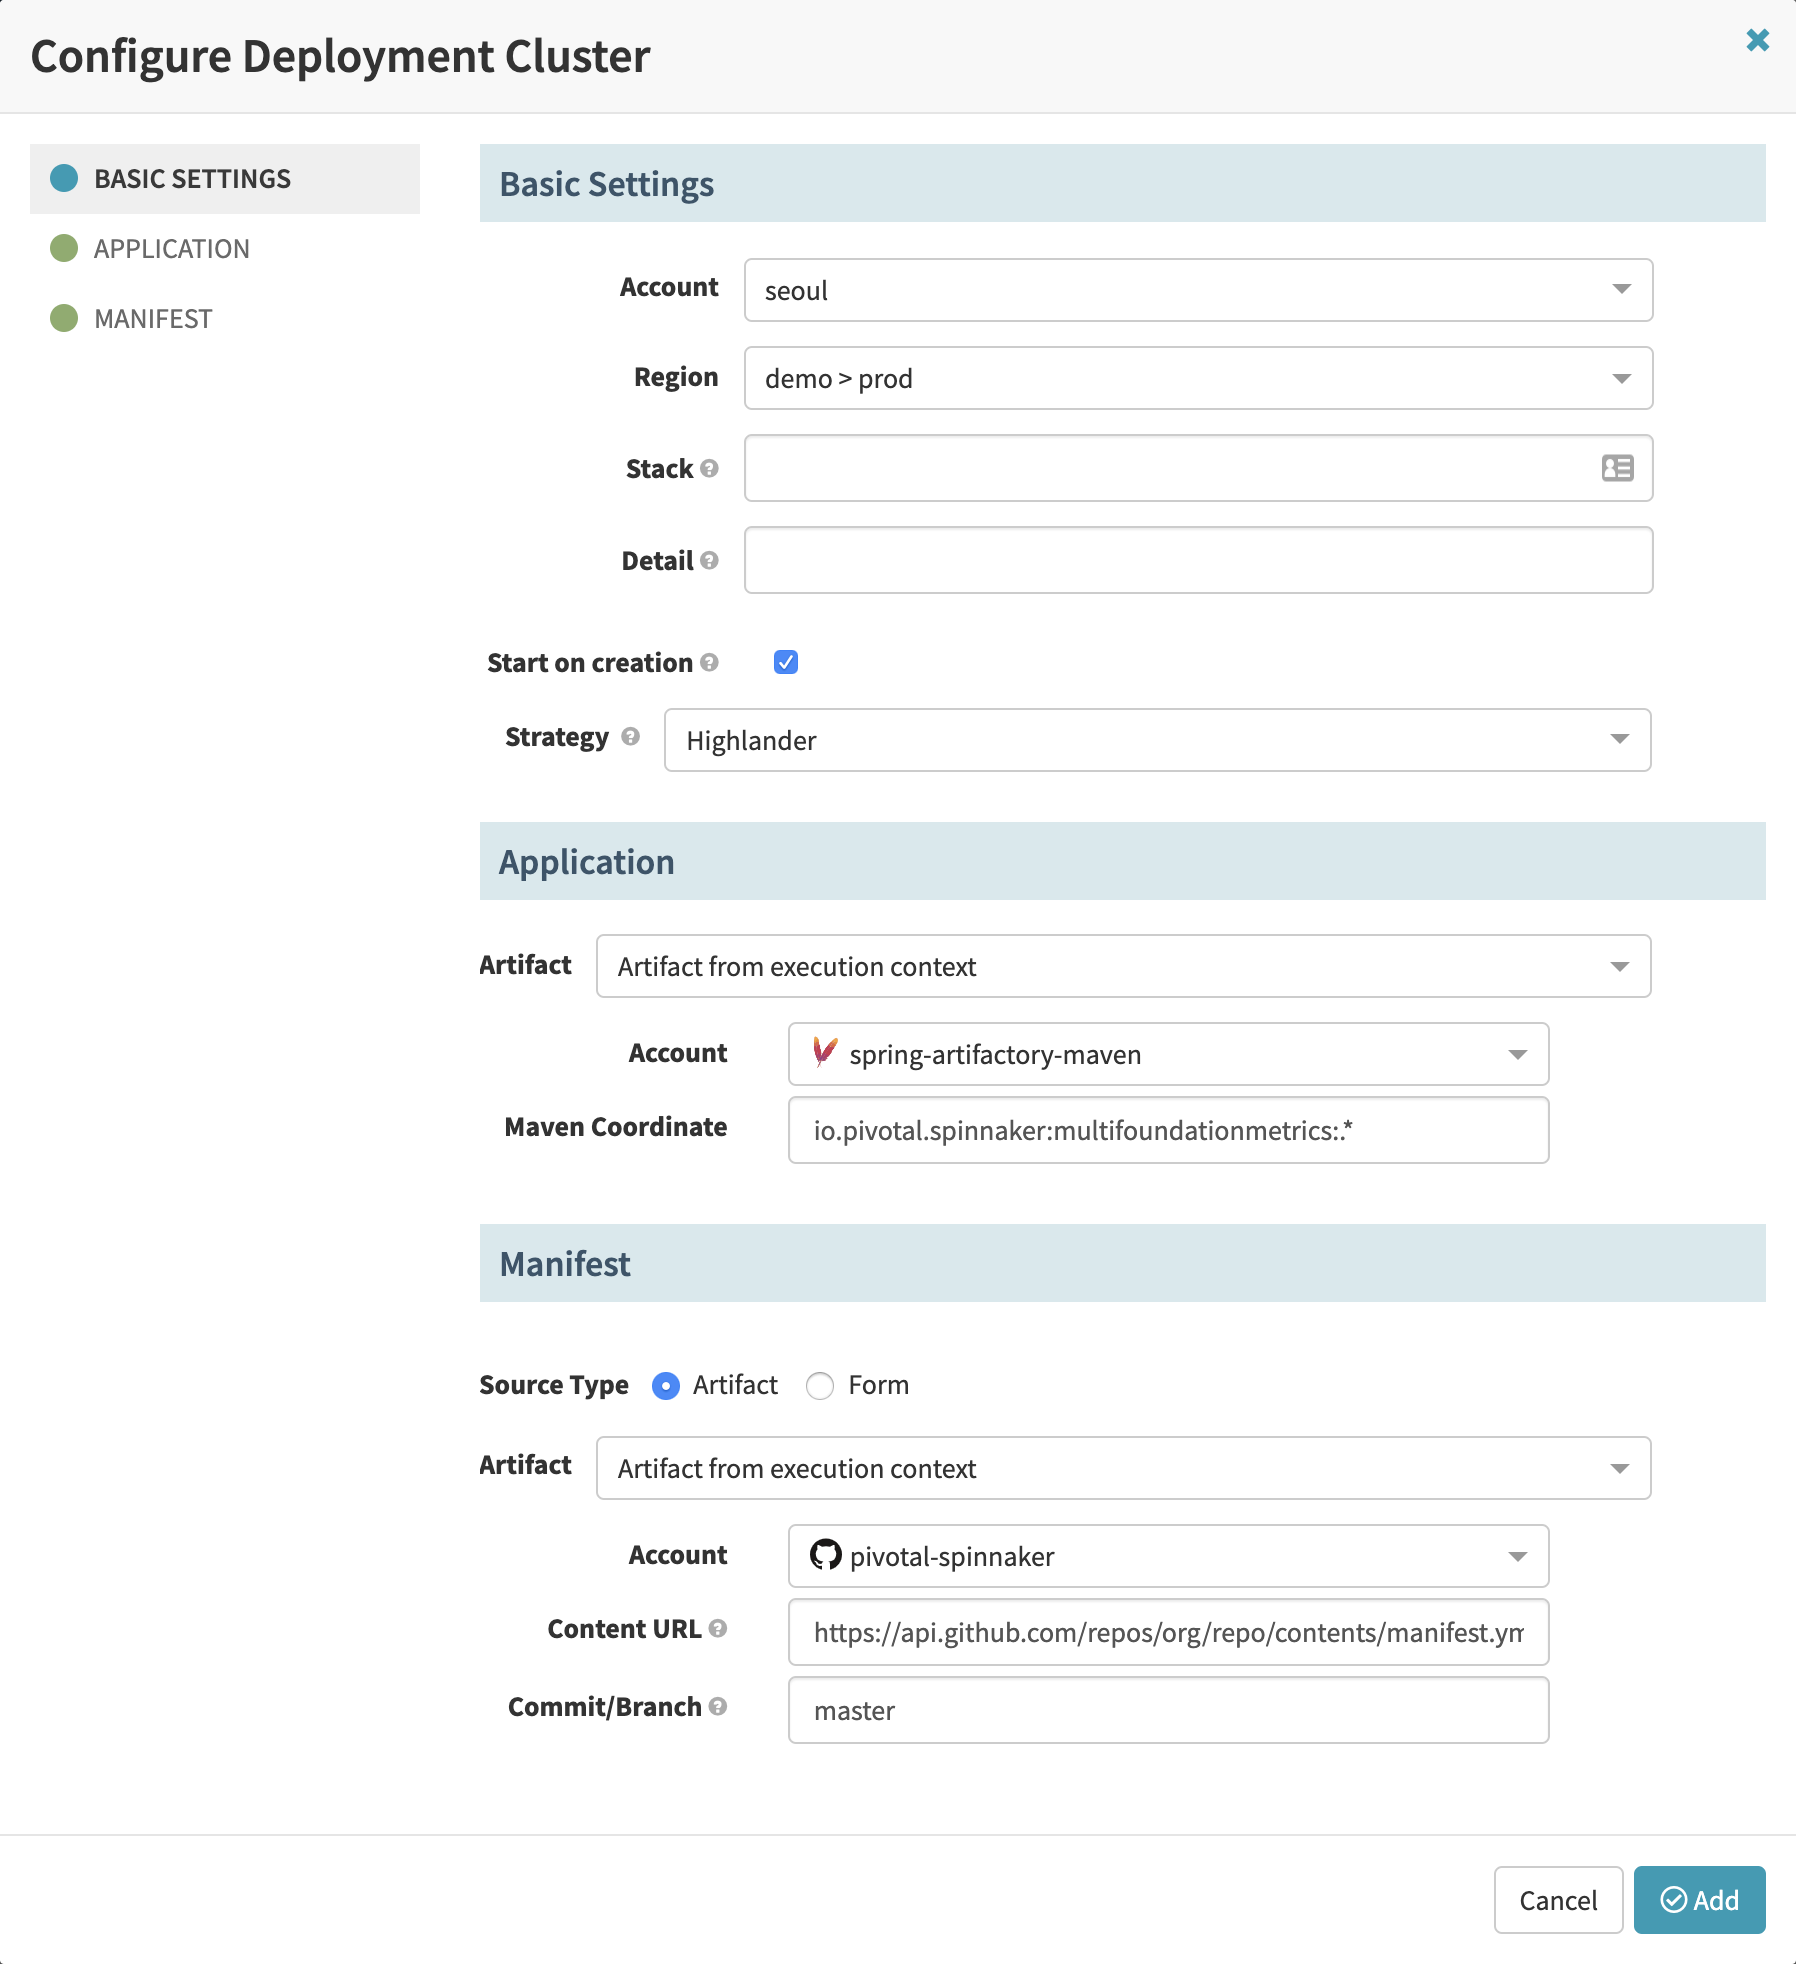 Configure Deployment Cluster
BASIC SETTINGS
APPLICATION
MANIFEST
Basic Settings
Account seoul
Region demo > prod
Stack
Detail
Start on creation
Strategy Highlander
Application
Artifact Artifact from execution context
Account spring-artifactory-maven
Maven Coordinate io.pivotal.spinnaker:multifoundationmetrics:.*
Manifest
Source Type Artifact Form
Artifact Artifact from execution context
Account pivotal-spinnaker
Content URL https://api.github.com/repos/org/repo/contents/manifest.ym
Commit/Branch master
Cancel Add